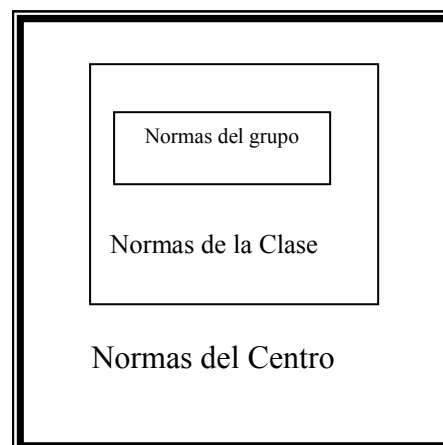 Normas del grupo
Normas de la Clase
Normas del Centro